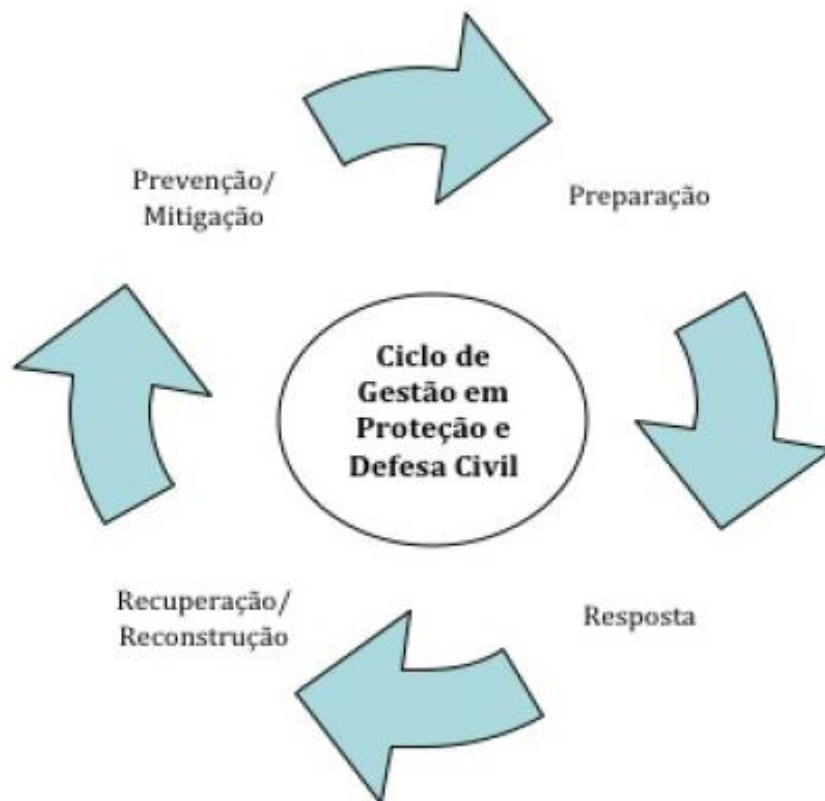 Prevenção/
Mitigação
Preparação
Ciclo de
Gestão em
Proteção e
Defesa Civil
Recuperação/
Reconstrução
Resposta